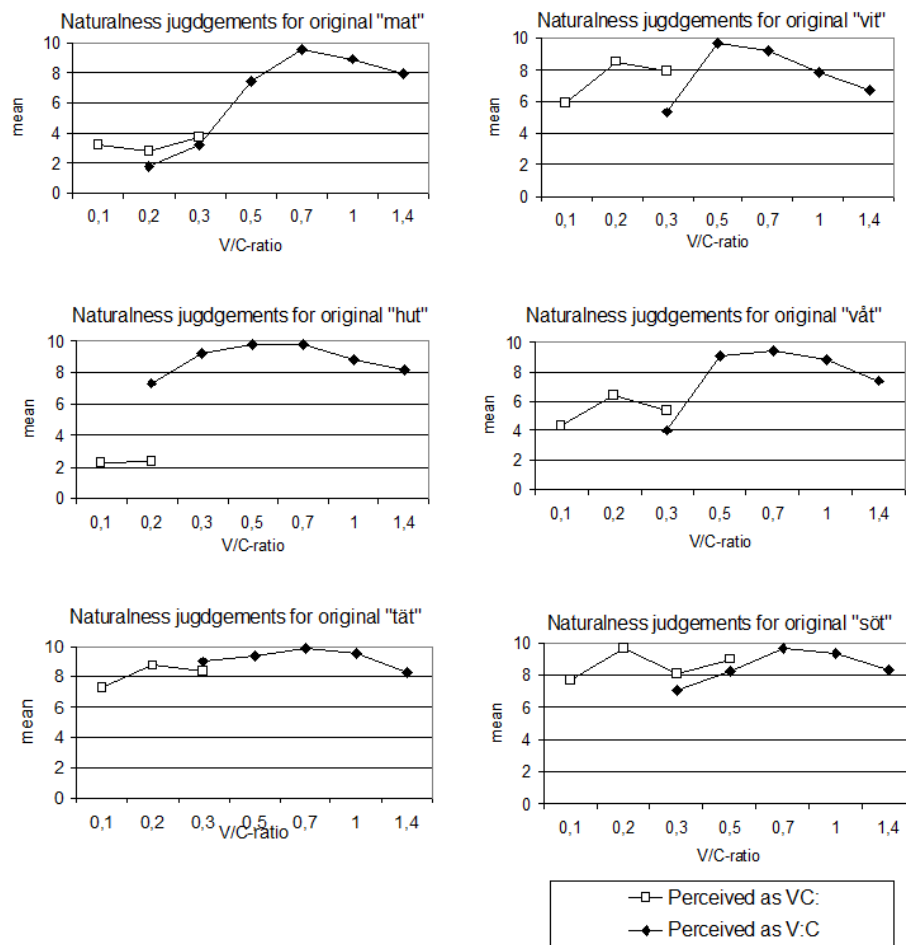 Naturalness jugdgements for original "mat"
10
8
6
4
2
0
mean
0,1 0,2 0,3 0,5 0,7 1 1,4
V/C-ratio
Naturalness jugdgements for original "vit"
10
8
6
4
2
0
mean
0,1 0,2 0,3 0,5 0,7 1 1,4
V/C-ratio
Naturalness jugdgements for original "hut"
10
8
6
4
2
0
mean
0,1 0,2 0,3 0,5 0,7 1 1,4
V/C-ratio
Naturalness jugdgements for original "våt"
10
8
6
4
2
0
mean
0,1 0,2 0,3 0,5 0,7 1 1,4
V/C-ratio
Naturalness jugdgements for original "tät"
10
8
6
4
2
0
mean
0,1 0,2 0,3 0,5 0,7 1 1,4
V/C-ratio
Naturalness judgements for original "söt"
10
8
6
4
2
0
mean
0,1 0,2 0,3 0,5 0,7 1 1,4
V/C-ratio
Perceived as VC:
Perceived as V:C